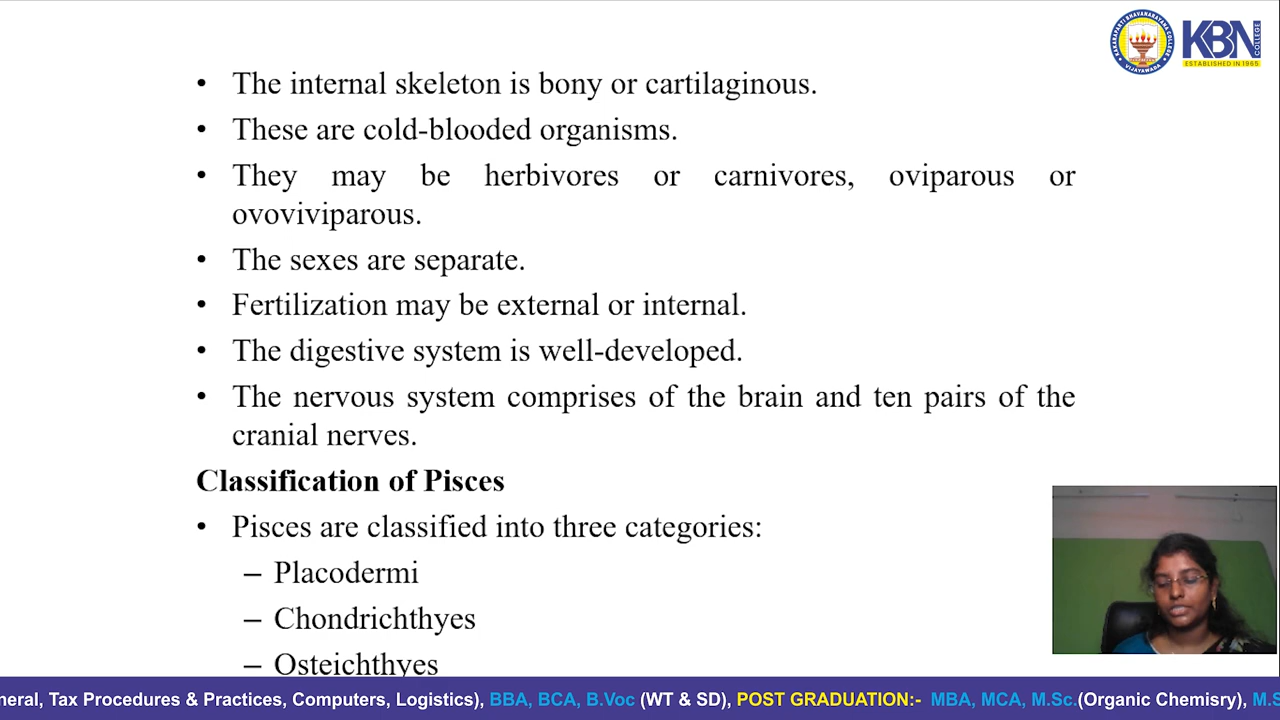 KBN
COLLEGE
ESTABLISHED IN 1965
KAKARAPARTI BHAVANARAYANA COLLEGE
VIJAYAWADA
• The internal skeleton is bony or cartilaginous.
• These are cold-blooded organisms.
• They may be herbivores or carnivores, oviparous or
ovoviviparous.
• The sexes are separate.
• Fertilization may be external or internal.
• The digestive system is well-developed.
• The nervous system comprises of the brain and ten pairs of the
cranial nerves.
Classification of Pisces
• Pisces are classified into three categories:
– Placodermi
– Chondrichthyes
– Osteichthyes
neral, Tax Procedures & Practices, Computers, Logistics), BBA, BCA, B.Voc (WT & SD), POST GRADUATION:- MBA, MCA, M.Sc.(Organic Chemisry), M.S